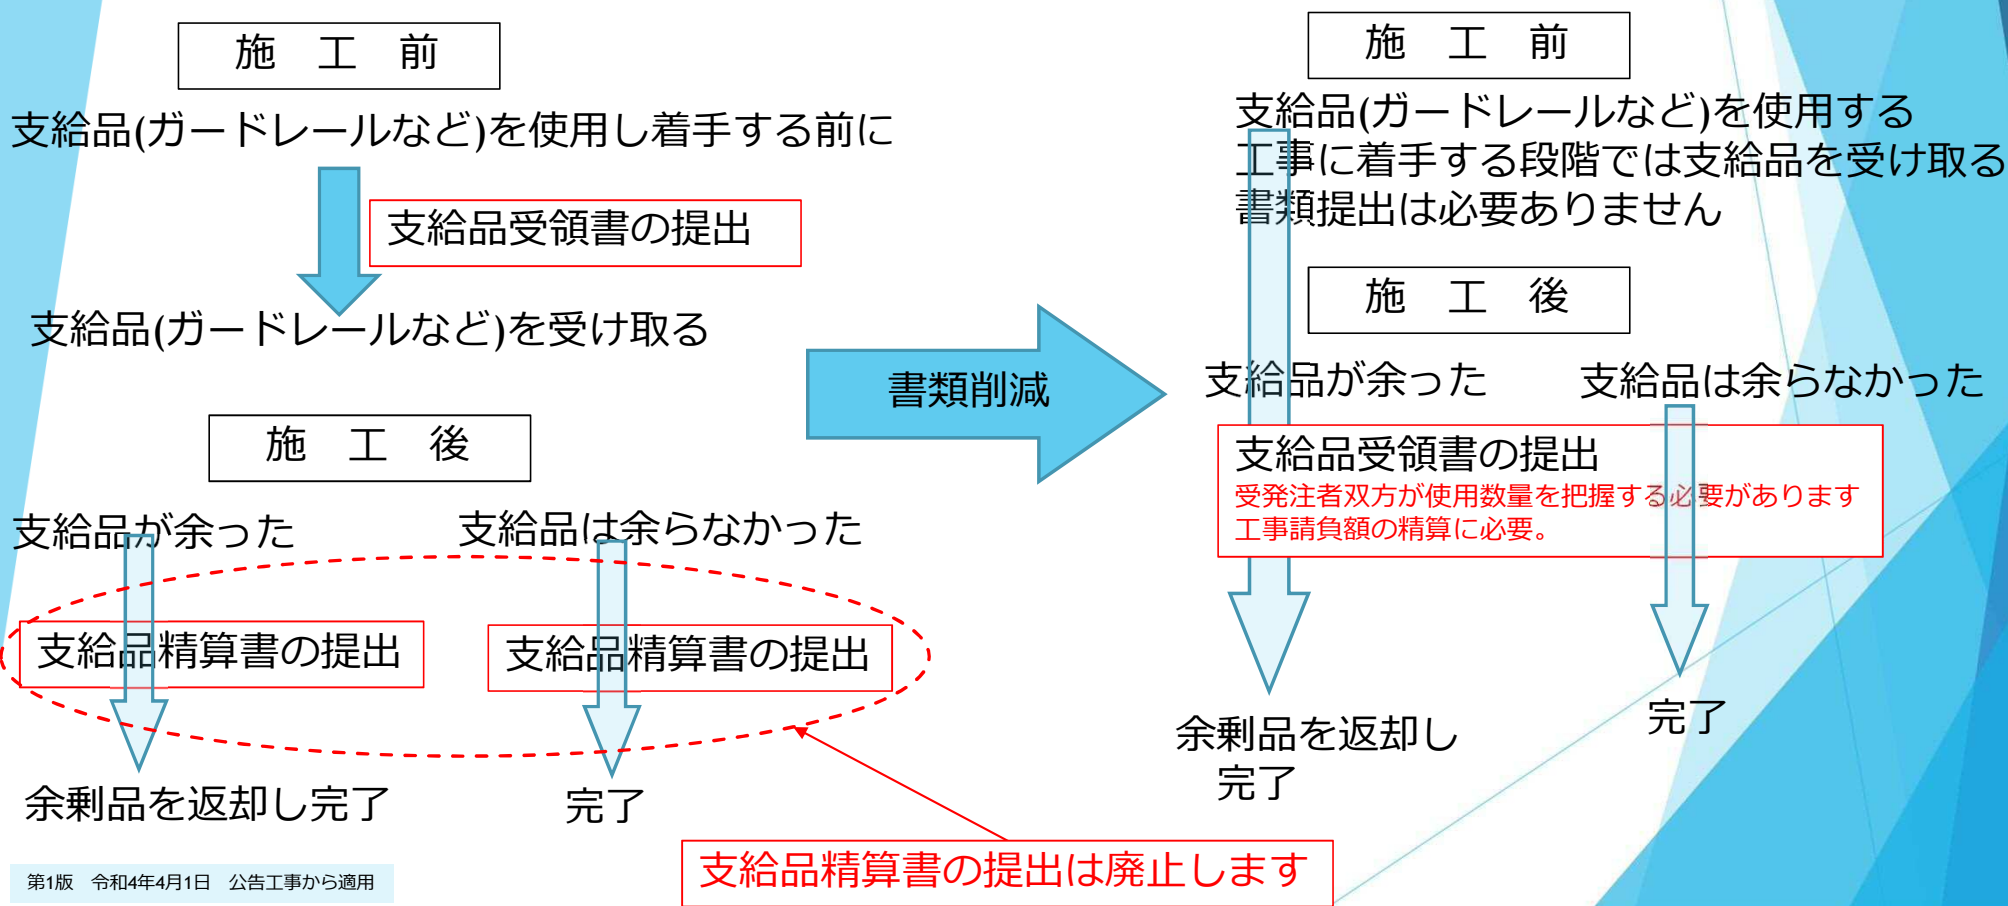 施　工　前
支給品(ガードレールなど)を使用し着手する前に
支給品受領書の提出
支給品(ガードレールなど)を受け取る
施　工　後
支給品が余った
支給品は余らなかった
支給品精算書の提出
支給品精算書の提出
余剰品を返却し完了
完了
支給品精算書の提出は廃止します
第1版　令和4年4月1日　公告工事から適用
書類削減
施　工　前
支給品(ガードレールなど)を使用する
工事に着手する段階では支給品を受け取る
書類提出は必要ありません
施　工　後
支給品が余った
支給品は余らなかった
支給品受領書の提出
受発注者双方が使用数量を把握する必要があります
工事請負額の精算に必要。
余剰品を返却し
完了
完了